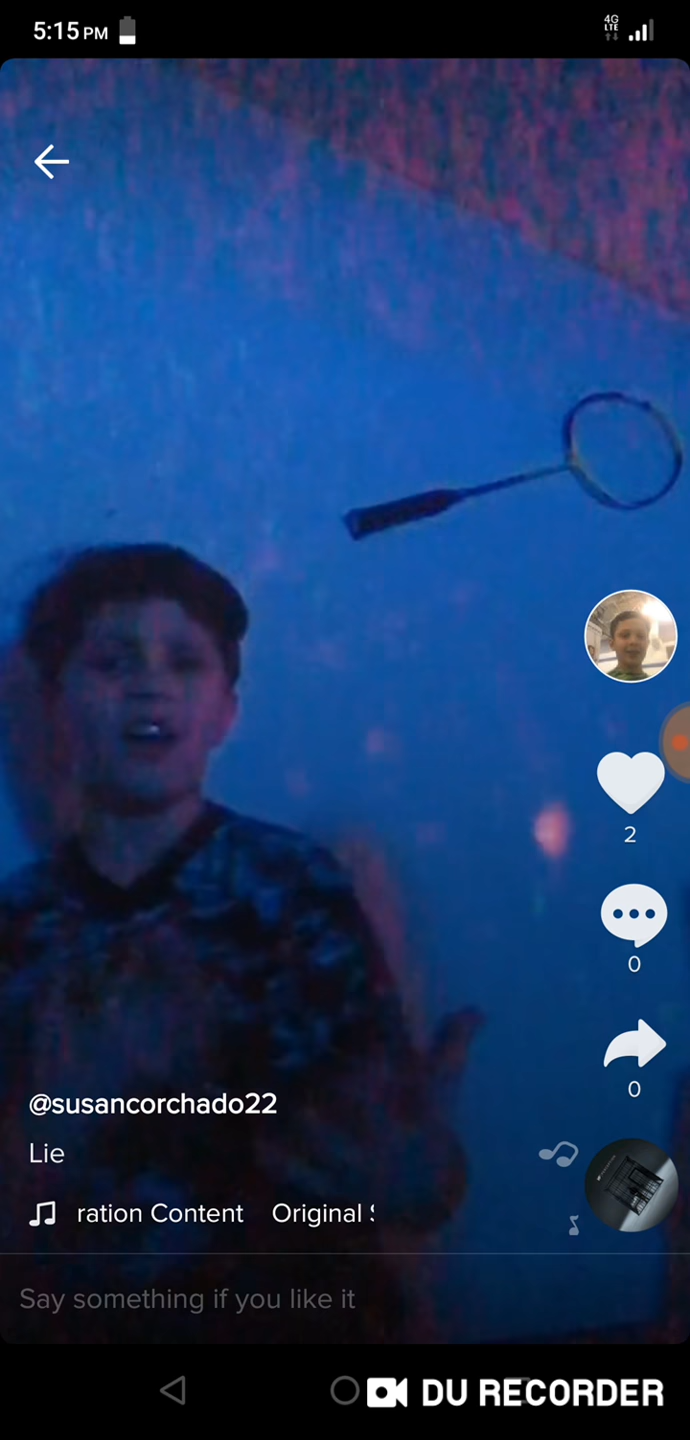 5:15 PM
4G
LTE
2
0
0
@susancorchado22
Lie
ration Content Original
Say something if you like it
DU RECORDER